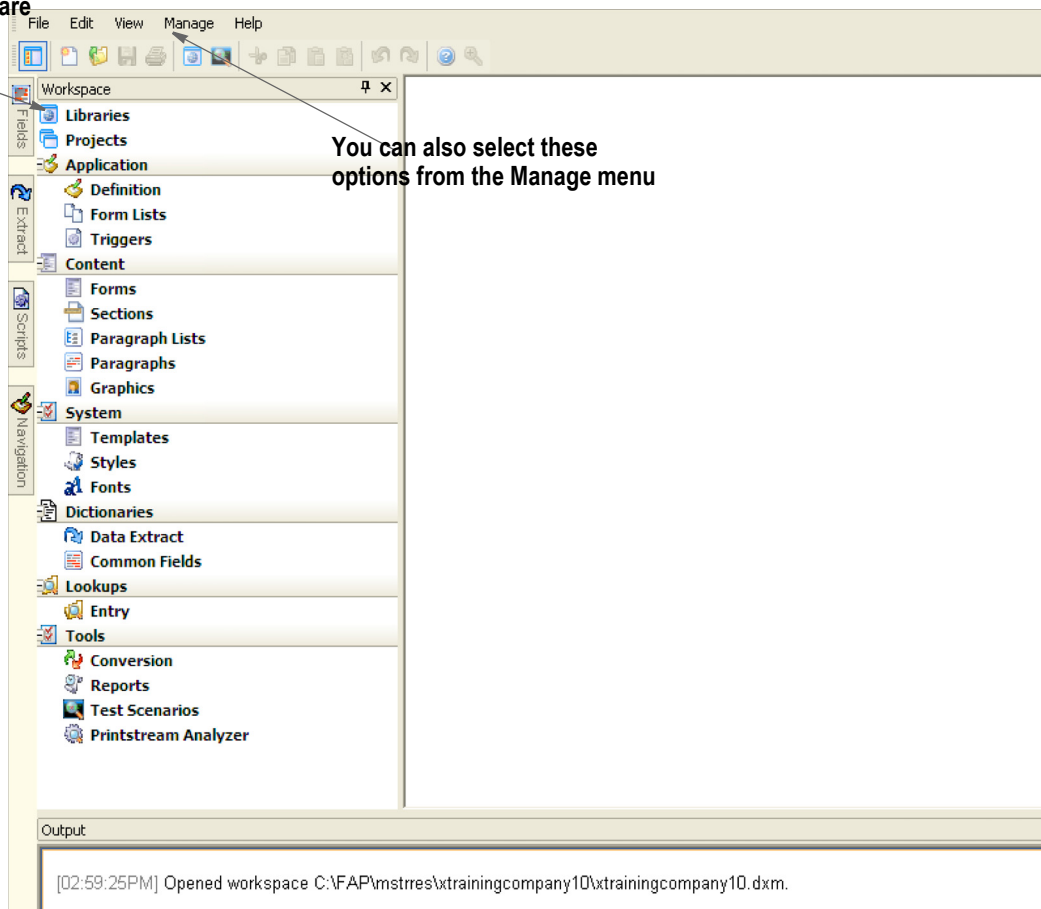 are
File Edit View Manage Help
Workspace
Libraries
Projects
Application
Definition
Form Lists
Triggers
Content
Forms
Sections
Paragraph Lists
Paragraphs
Graphics
System
Templates
Styles
Fonts
Dictionaries
Data Extract
Common Fields
Lookups
Entry
Tools
Conversion
Reports
Test Scenarios
Printstream Analyzer
Fields
Extract
Scripts
Navigation
You can also select these
options from the Manage menu
Output
[02:59:25PM] Opened workspace C:\FAP\mstrres\xtrainingcompany10\xtrainingcompany10.dxm.